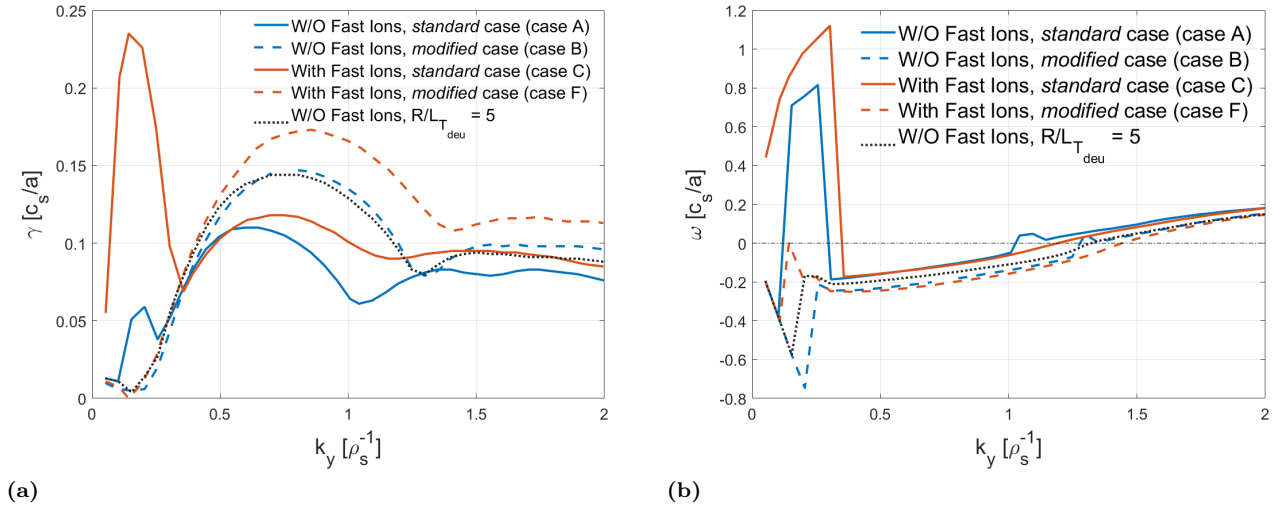 0.25
0.2
0.15
0.1
0.05
0
0
0.5
1
1.5
2
γ [c_s/a]
k_y [ρ_s^-1]
W/O Fast Ions, standard case (case A)
W/O Fast Ions, modified case (case B)
With Fast Ions, standard case (case C)
With Fast Ions, modified case (case F)
W/O Fast Ions, R/L_T_deu = 5
(a)
1.2
1
0.8
0.6
0.4
0.2
0
-0.2
-0.4
-0.6
-0.8
0
0.5
1
1.5
2
ω [c_s/a]
k_y [ρ_s^-1]
W/O Fast Ions, standard case (case A)
W/O Fast Ions, modified case (case B)
With Fast Ions, standard case (case C)
With Fast Ions, modified case (case F)
W/O Fast Ions, R/L_T_deu = 5
(b)